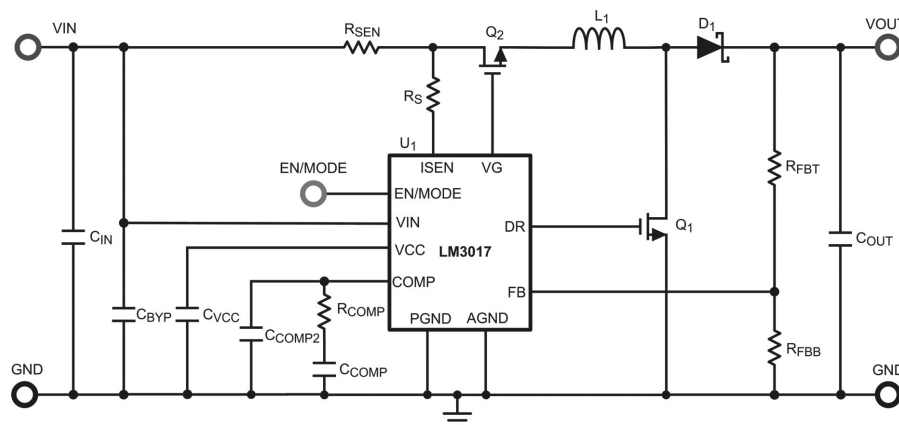 VIN
RSEN
Q2
L1
D1
VOUT
RS
U1
ISEN
VG
EN/MODE
EN/MODE
RFBT
VIN
DR
Q1
CIN
VCC
LM3017
COUT
COMP
FB
CBYP
CVCC
RCOMP
PGND
AGND
CCOMP2
RFBB
CCOMP
GND
GND